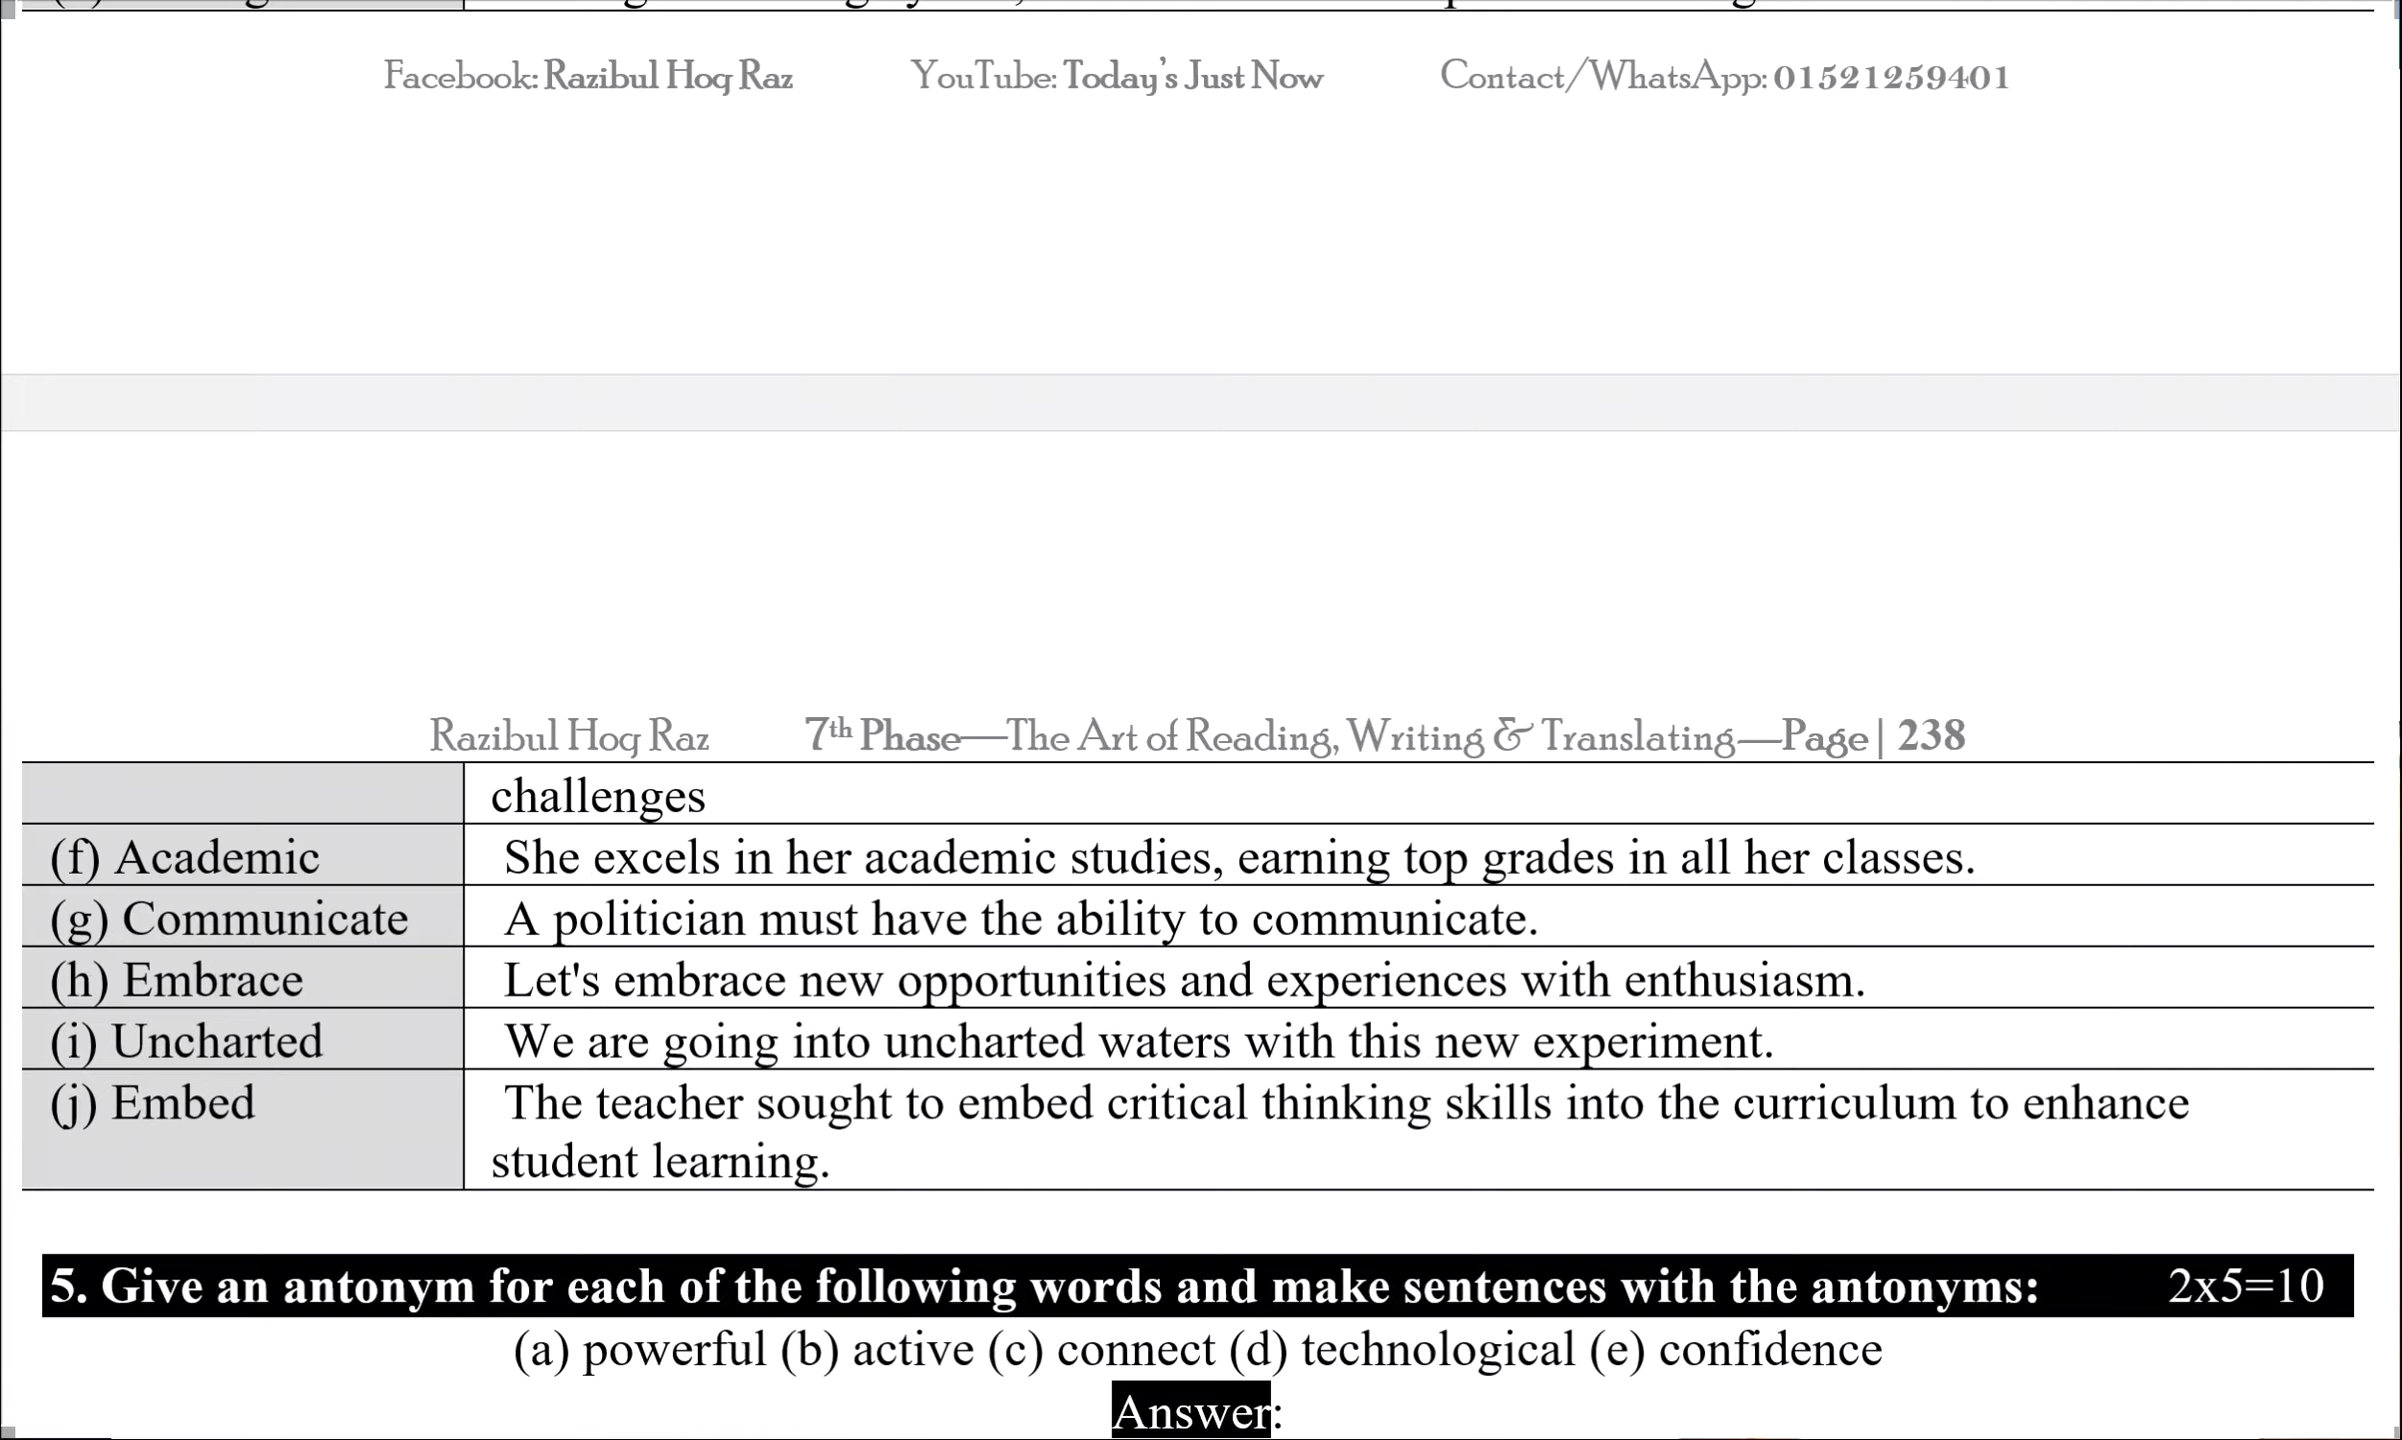 Facebook: Razibul Hoq Raz YouTube: Today's Just Now Contact/WhatsApp: 01521259401
Razibul Hoq Raz 7th Phase—The Art of Reading, Writing & Translating—Page | 238
challenges
(f) Academic She excels in her academic studies, earning top grades in all her classes.
(g) Communicate A politician must have the ability to communicate.
(h) Embrace Let's embrace new opportunities and experiences with enthusiasm.
(i) Uncharted We are going into uncharted waters with this new experiment.
(j) Embed The teacher sought to embed critical thinking skills into the curriculum to enhance
student learning.
5. Give an antonym for each of the following words and make sentences with the antonyms: 2x5=10
(a) powerful (b) active (c) connect (d) technological (e) confidence
Answer: